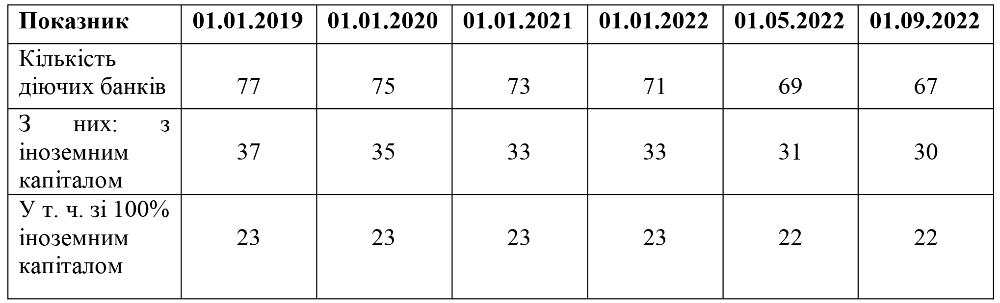 Показник 01.01.2019 01.01.2020 01.01.2021 01.01.2022 01.05.2022 01.09.2022
Кількість
діючих банків 77 75 73 71 69 67
З них: з
іноземним 37 35 33 33 31 30
капіталом
У т. ч. зі 100%
іноземним 23 23 23 23 22 22
капіталом